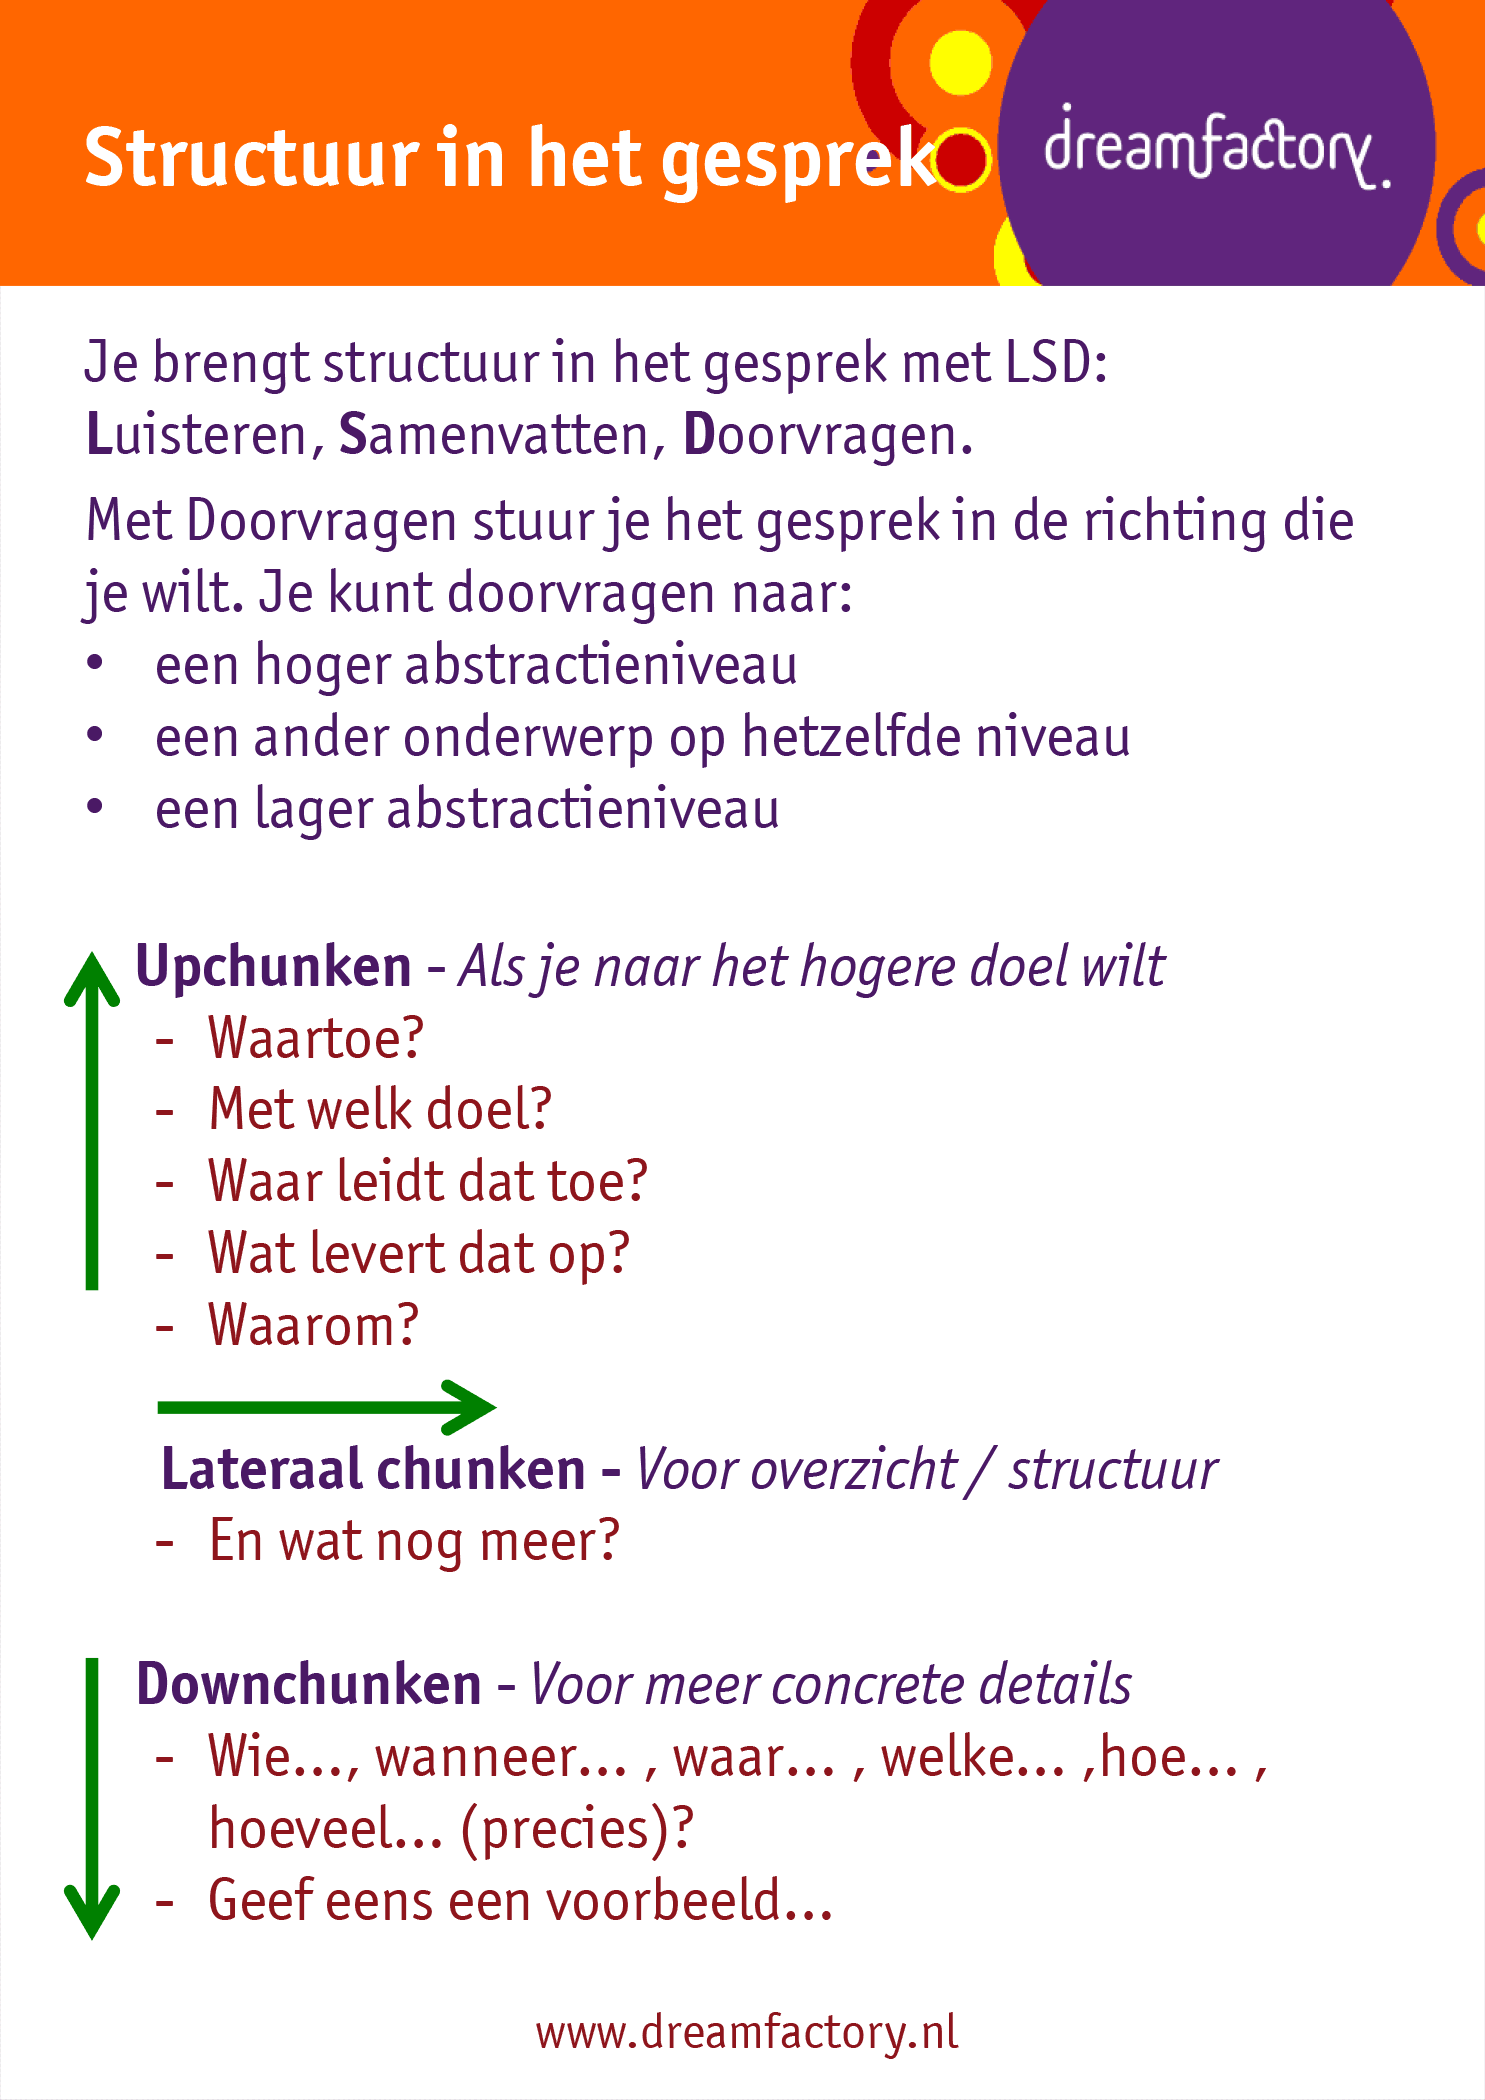 Structuur in het gesprek
dreamfactory.
Je brengt structuur in het gesprek met LSD:
Luisteren, Samenvatten, Doorvragen.
Met Doorvragen stuur je het gesprek in de richting die
je wilt. Je kunt doorvragen naar:
• een hoger abstractieniveau
• een ander onderwerp op hetzelfde niveau
• een lager abstractieniveau
Upchunken - Als je naar het hogere doel wilt
- Waartoe?
- Met welk doel?
- Waar leidt dat toe?
- Wat levert dat op?
- Waarom?
Lateraal chunken - Voor overzicht / structuur
- En wat nog meer?
Downchunken - Voor meer concrete details
- Wie…, wanneer… , waar… , welke… ,hoe… ,
hoeveel… (precies)?
- Geef eens een voorbeeld…
www.dreamfactory.nl